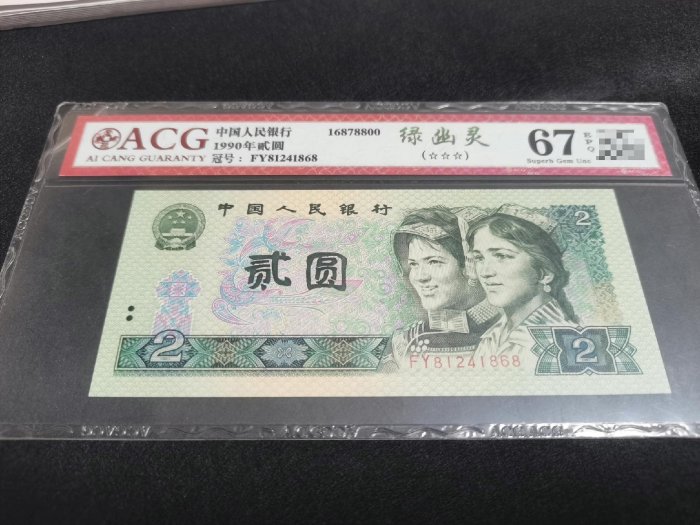 ACG
AI CANG GUARANTY
中国人民银行 16878800
1990年贰圆
冠号：FY81241868
绿幽灵
(☆☆☆)
67 EPQ
Superb Gem Unc
中国人民银行
2
贰圆
2
FY81241868
2